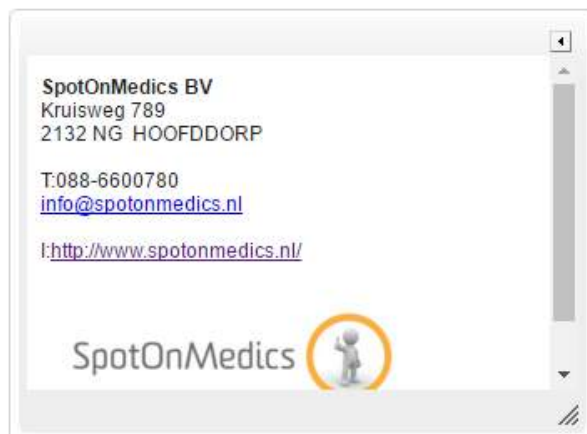 SpotOnMedics BV
Kruisweg 789
2132 NG HOOFDDORP
T:088-6600780
info@spotonmedics.nl
I:http://www.spotonmedics.nl/
SpotOnMedics